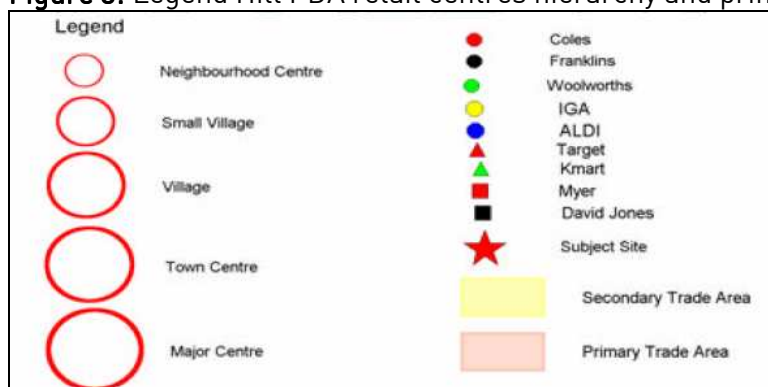 Legend
Neighbourhood Centre
Small Village
Village
Town Centre
Major Centre
Coles
Franklins
Woolworths
IGA
ALDI
Target
Kmart
Myer
David Jones
Subject Site
Secondary Trade Area
Primary Trade Area